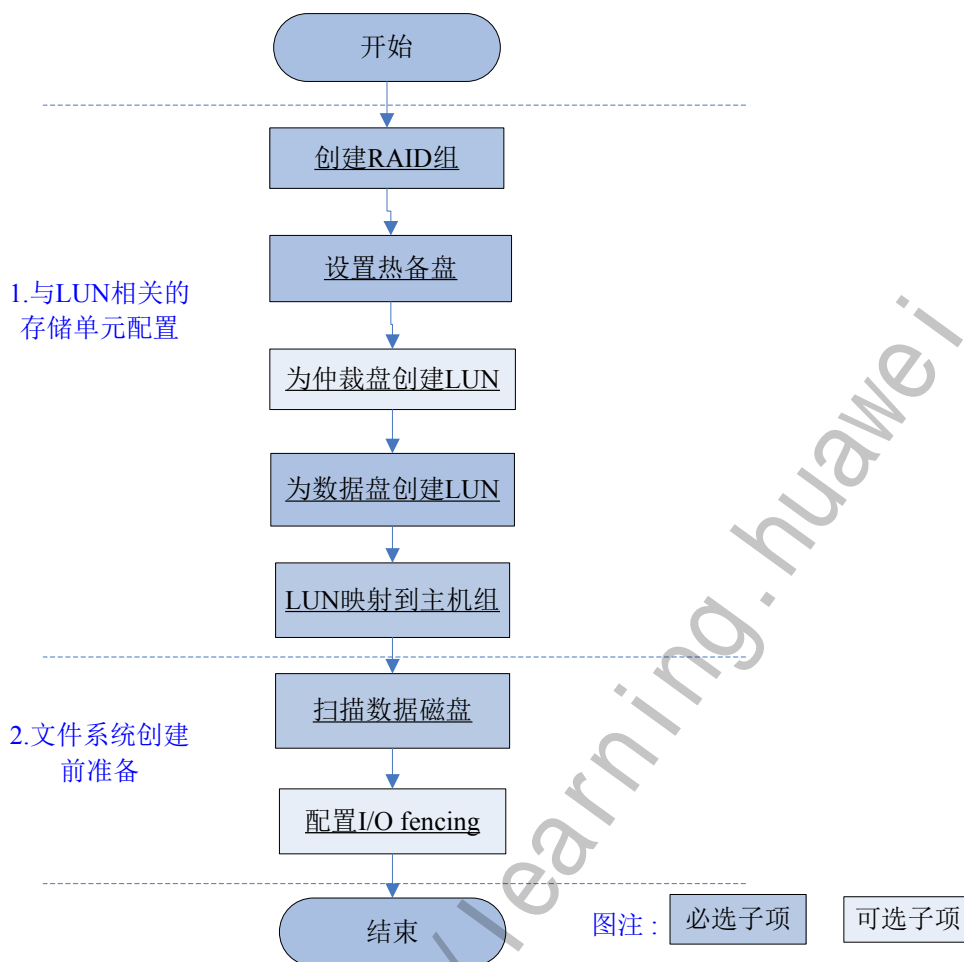 开始
创建RAID组
设置热备盘
1.与LUN相关的
存储单元配置
为仲裁盘创建LUN
为数据盘创建LUN
LUN映射到主机组
扫描数据磁盘
2.文件系统创建
前准备
配置I/O fencing
结束
图注：
必选子项
可选子项
/learning.huawei